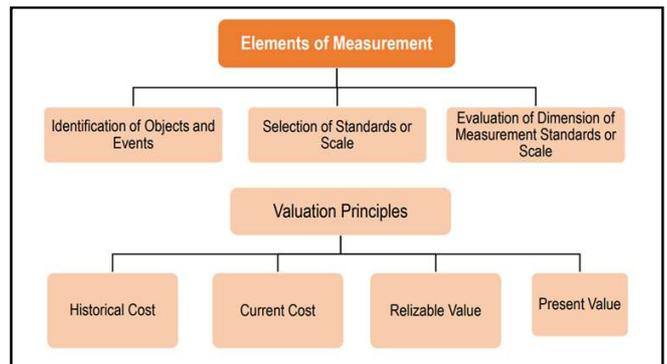 Elements of Measurement
Identification of Objects and
Events
Selection of Standards or
Scale
Evaluation of Dimension of
Measurement Standards or
Scale
Valuation Principles
Historical Cost
Current Cost
Relizable Value
Present Value